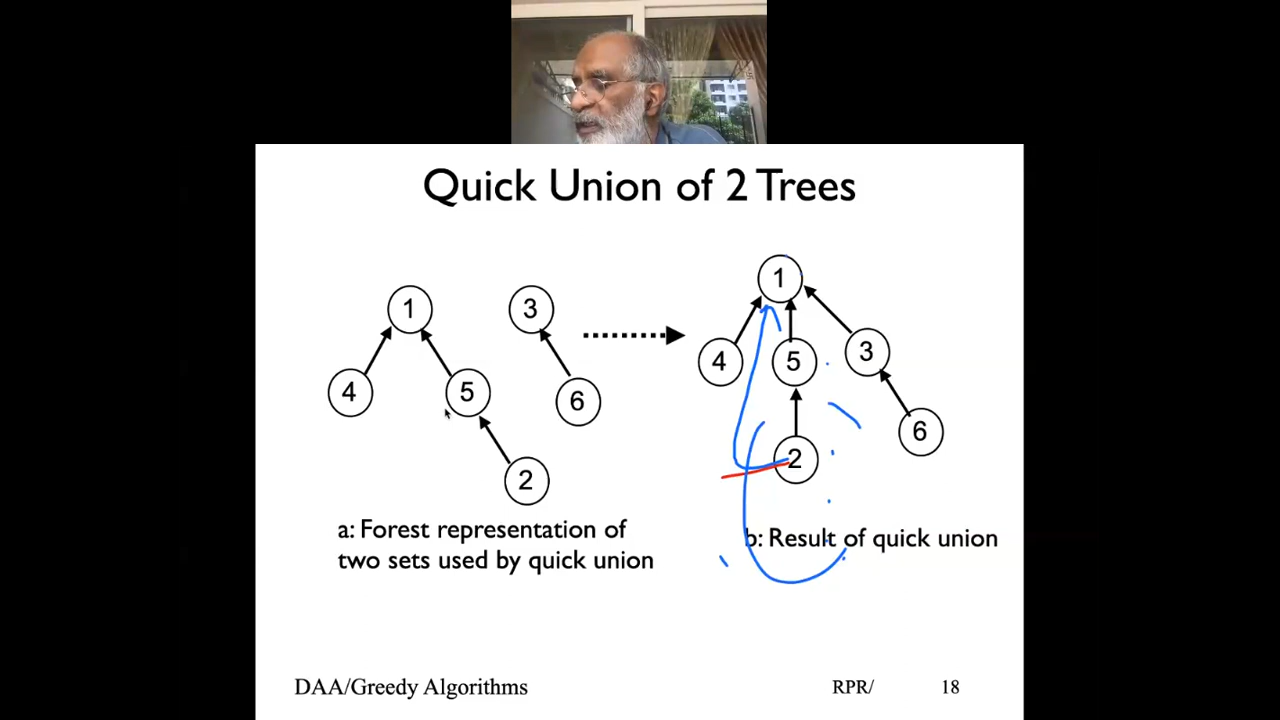 Quick Union of 2 Trees
1
3
4
5
6
2
1
4
5
3
6
2
a: Forest representation of
two sets used by quick union
b: Result of quick union
DAA/Greedy Algorithms
RPR/
18